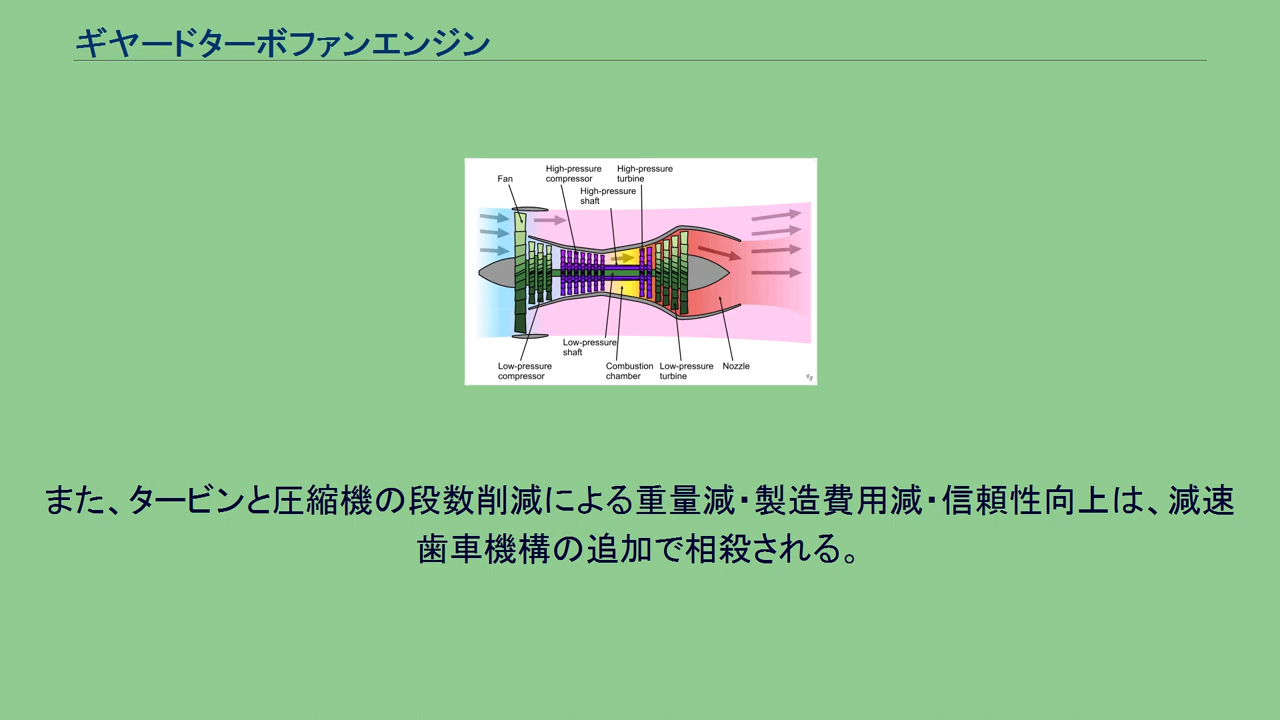 ギヤードターボファンエンジン
High-pressure
compressor
High-pressure
turbine
Fan
High-pressure
shaft
Low-pressure
shaft
Low-pressure
compressor
Combustion
chamber
Low-pressure
turbine
Nozzle
また、タービンと圧縮機の段数削減による重量減・製造費用減・信頼性向上は、減速
歯車機構の追加で相殺される。